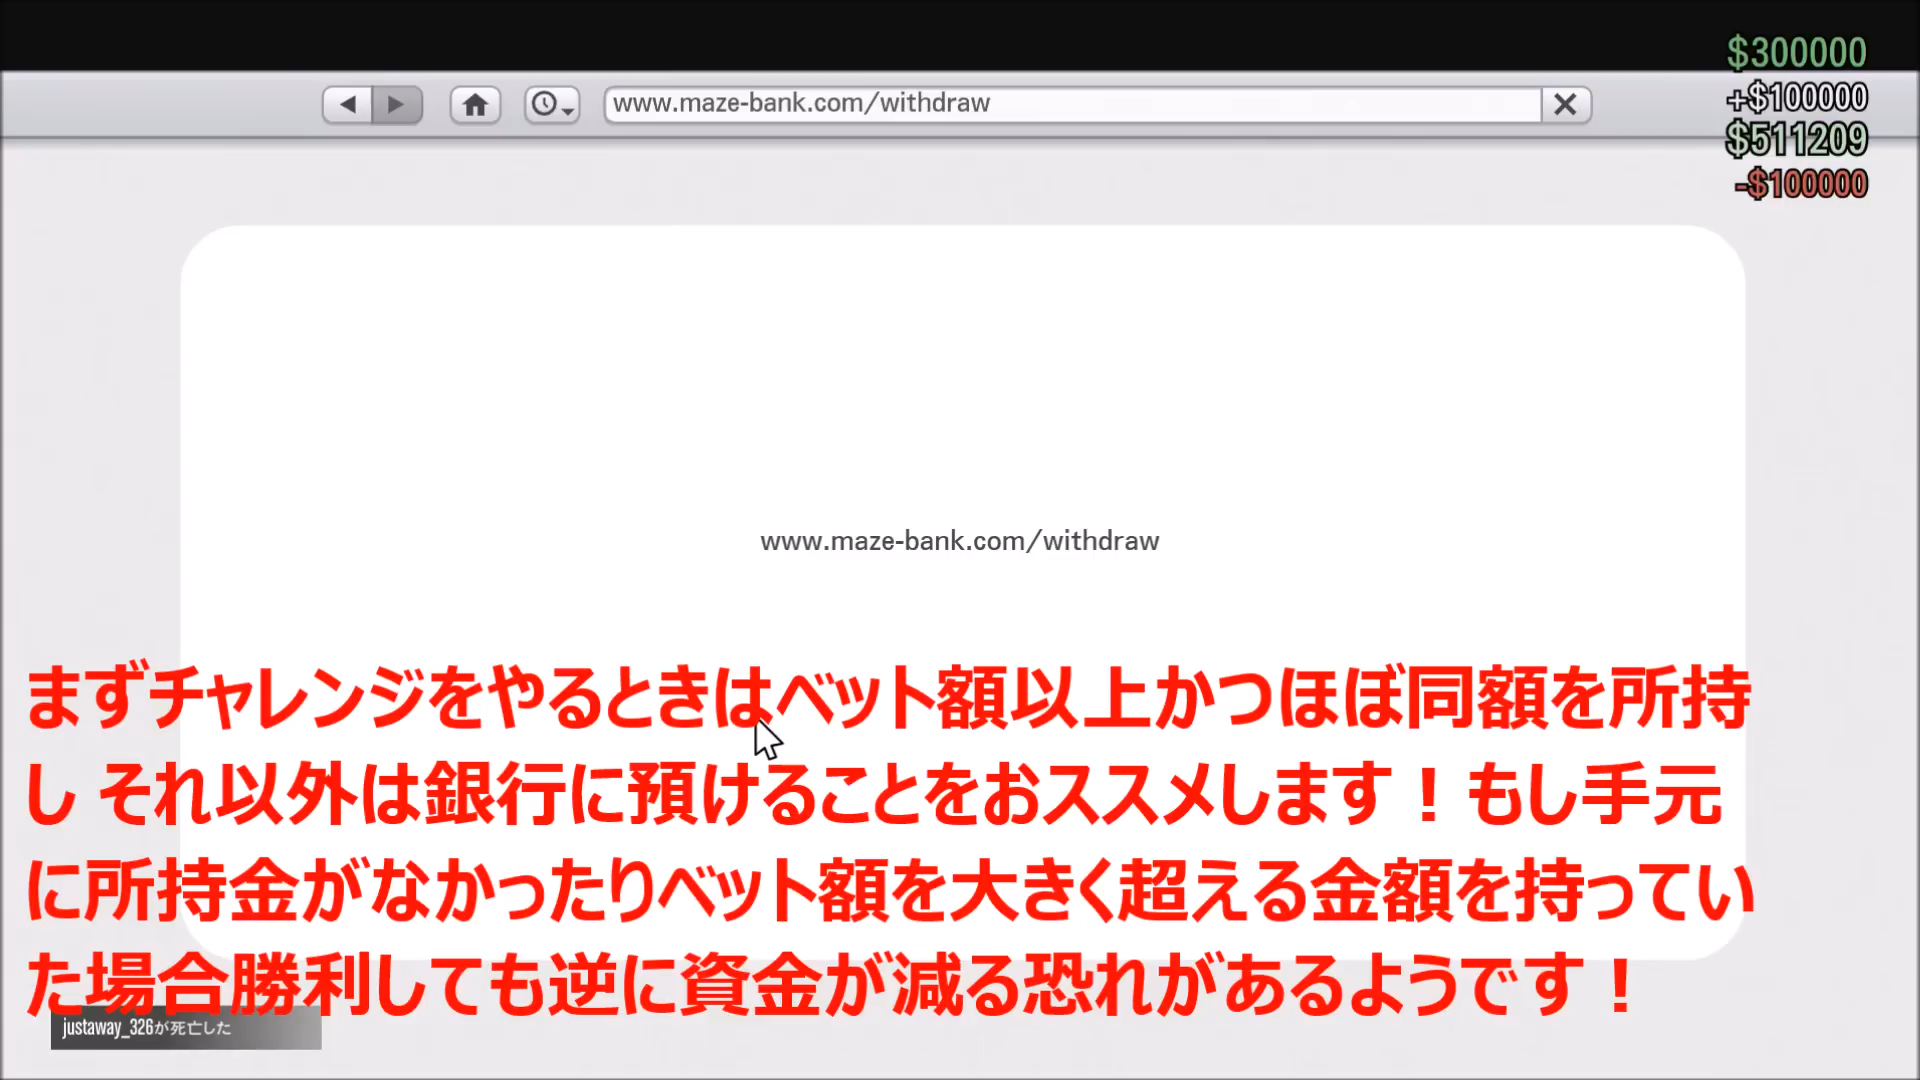 $300000
www.maze-bank.com/withdraw
+$100000
$511209
-$100000
www.maze-bank.com/withdraw
まずチャレンジをやるときはベット額以上かつほぼ同額を所持
し それ以外は銀行に預けることをおススメします！もし手元
に所持金がなかったりベット額を大きく超える金額を持ってい
た場合勝利しても逆に資金が減る恐れがあるようです！
justaway_326が死亡した